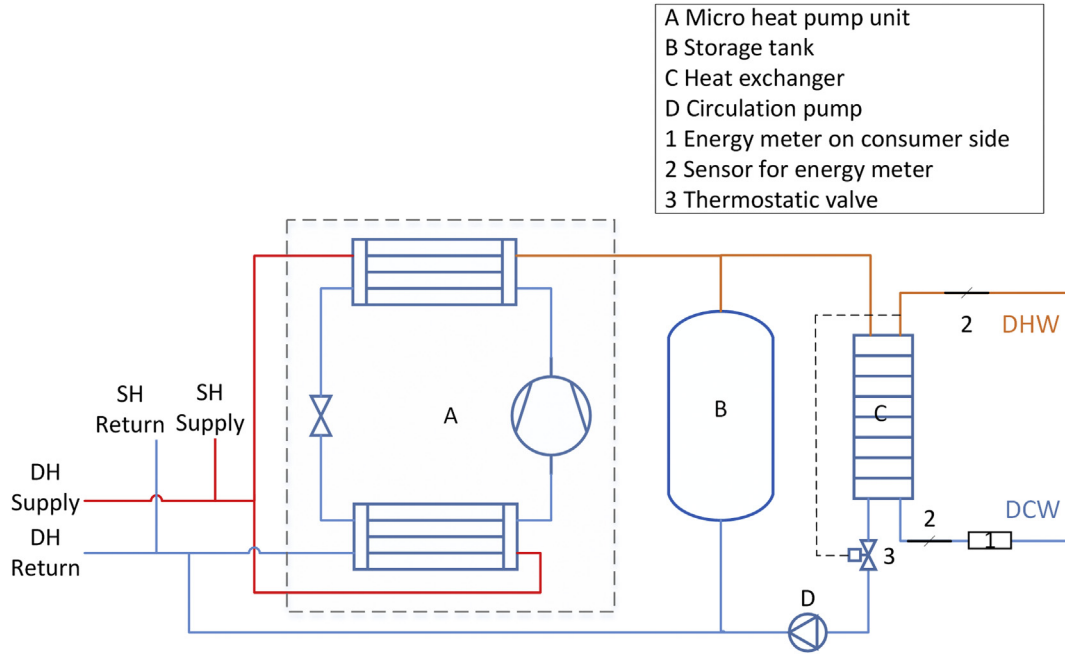 A Micro heat pump unit
B Storage tank
C Heat exchanger
D Circulation pump
1 Energy meter on consumer side
2 Sensor for energy meter
3 Thermostatic valve
2
DHW
SH
Return
SH
Supply
A
B
C
DH
Supply
DH
Return
2
1
DCW
3
D